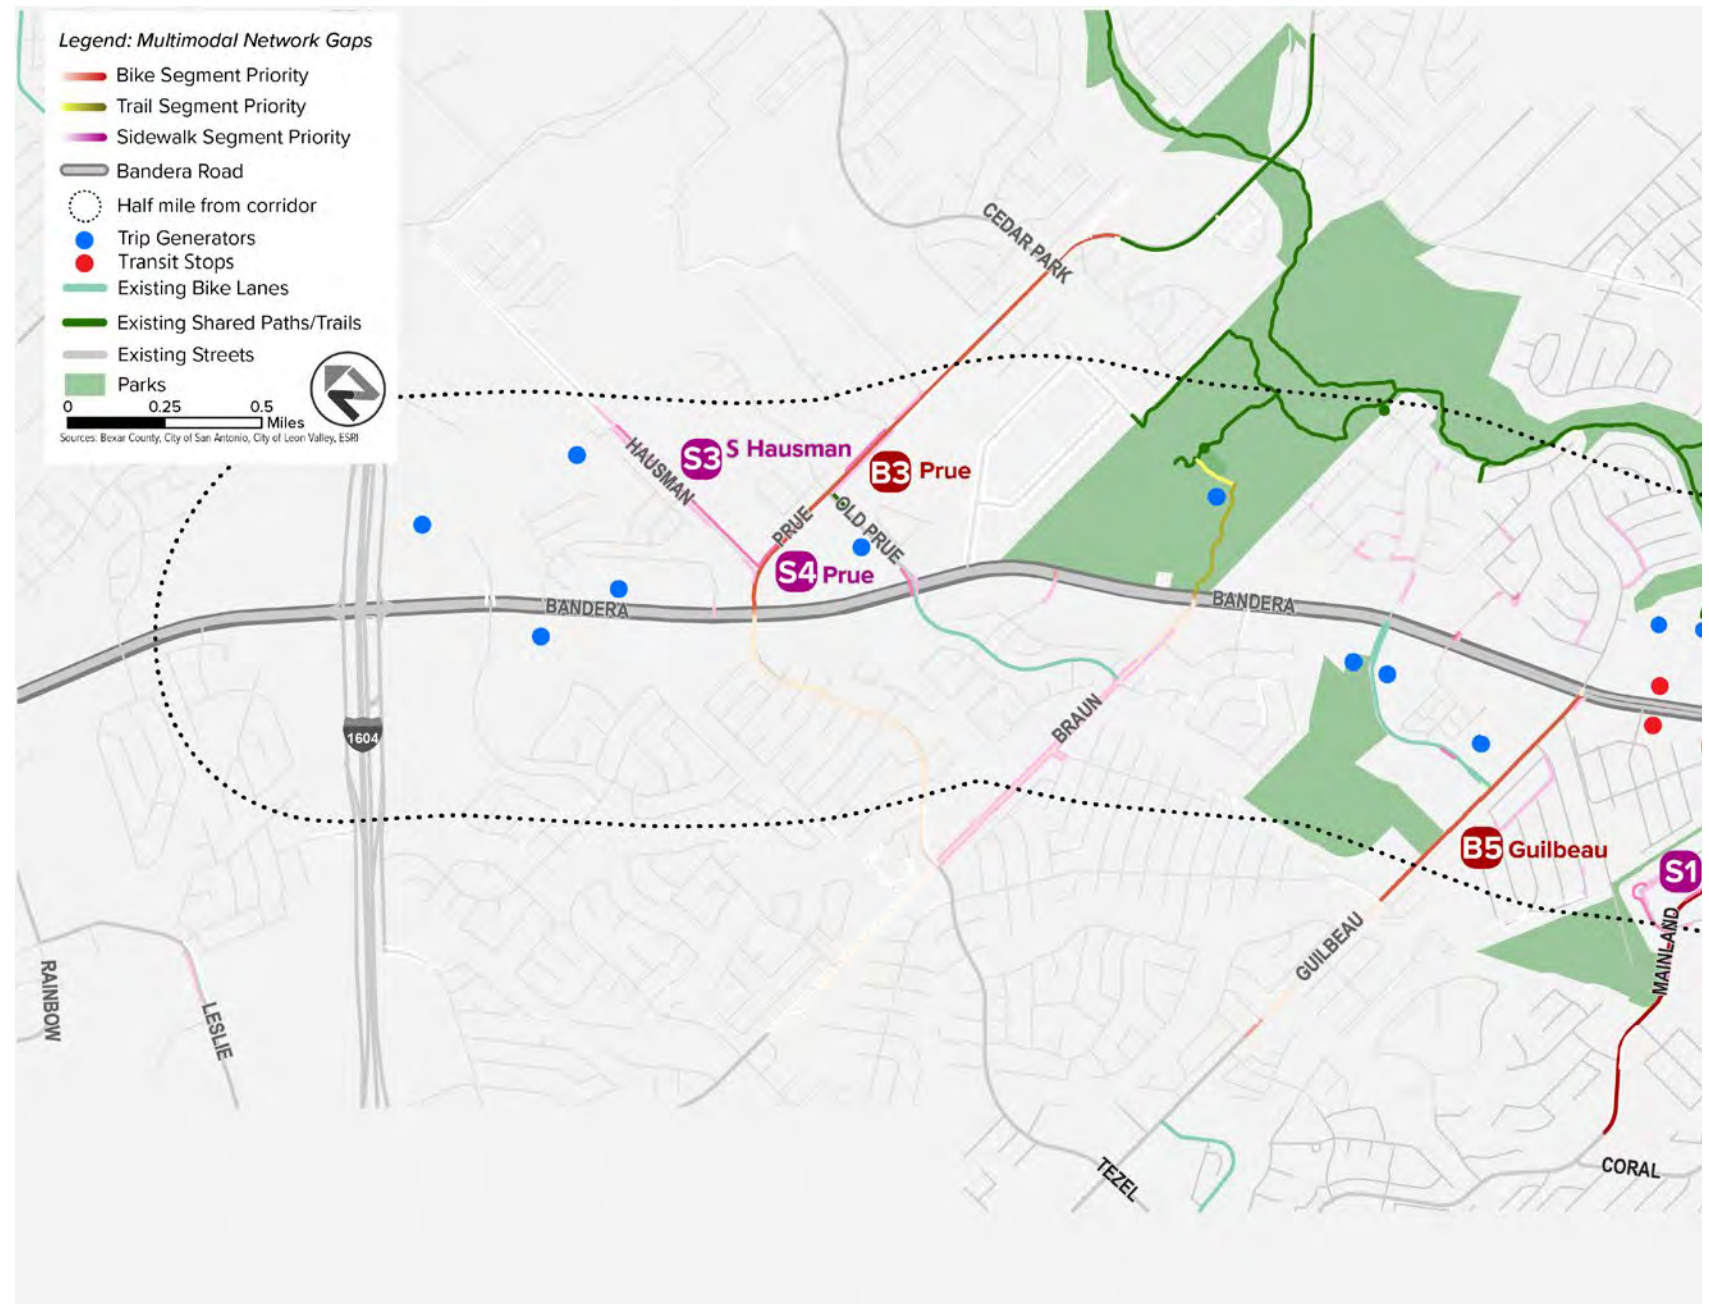 Legend: Multimodal Network Gaps
Bike Segment Priority
Trail Segment Priority
Sidewalk Segment Priority
Bandera Road
Half mile from corridor
Trip Generators
Transit Stops
Existing Bike Lanes
Existing Shared Paths/Trails
Existing Streets
Parks
0 0.25 0.5
Miles
Sources: Bexar County, City of San Antonio, City of Leon Valley, ESRI
CEDAR PARK
HAUSMAN
S3 S Hausman
B3 Prue
PRUE
OLD PRUE
S4 Prue
BANDERA
BANDERA
1604
BRAUN
B5 Guilbeau
S1
MAINLAND
GUILBEAU
RAINBOW
LESLIE
TEZEL
CORAL